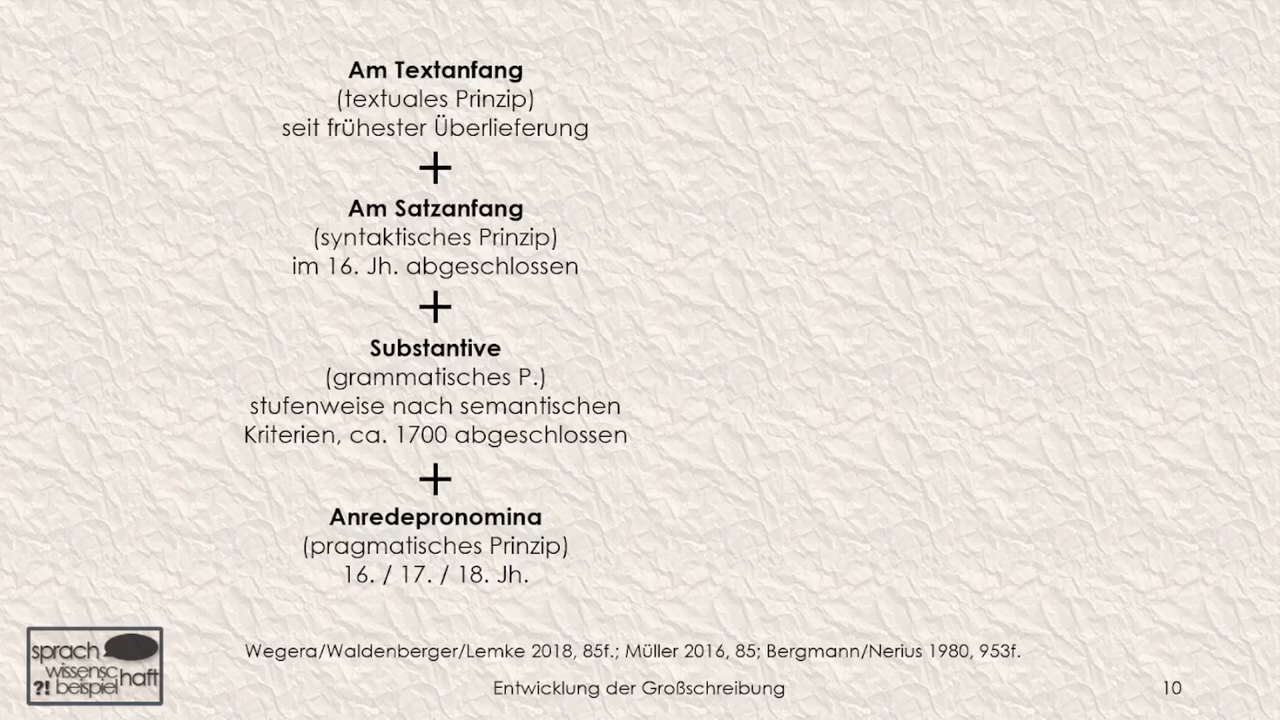 Am Textanfang
(textuales Prinzip)
seit frühester Überlieferung
+
Am Satzanfang
(syntaktisches Prinzip)
im 16. Jh. abgeschlossen
+
Substantive
(grammatisches P.)
stufenweise nach semantischen
Kriterien, ca. 1700 abgeschlossen
+
Anredepronomina
(pragmatisches Prinzip)
16. / 17. / 18. Jh.
sprach
wissensc haft
?! beispiel
Wegera/Waldenberger/Lemke 2018, 85f.; Müller 2016, 85; Bergmann/Nerius 1980, 953f.
Entwicklung der Großschreibung
10